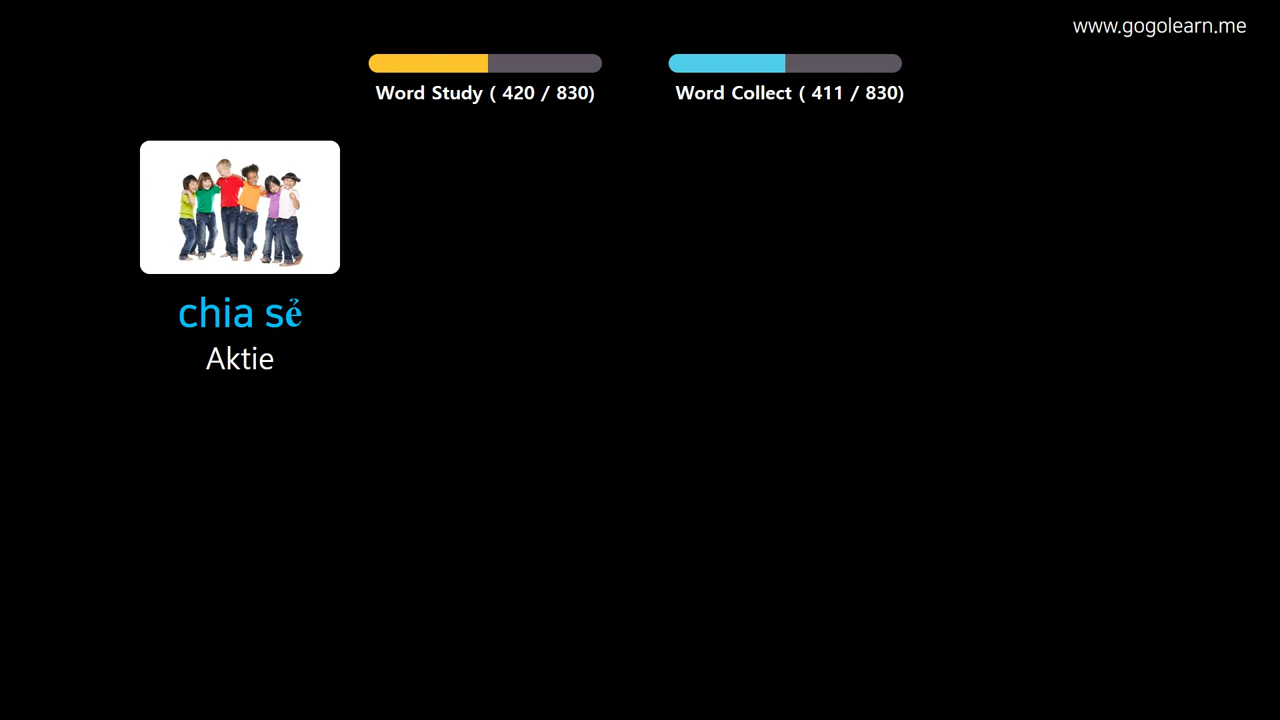 www.gogolearn.me
Word Study ( 420 / 830)
Word Collect ( 411 / 830)
chia sẻ
Aktie